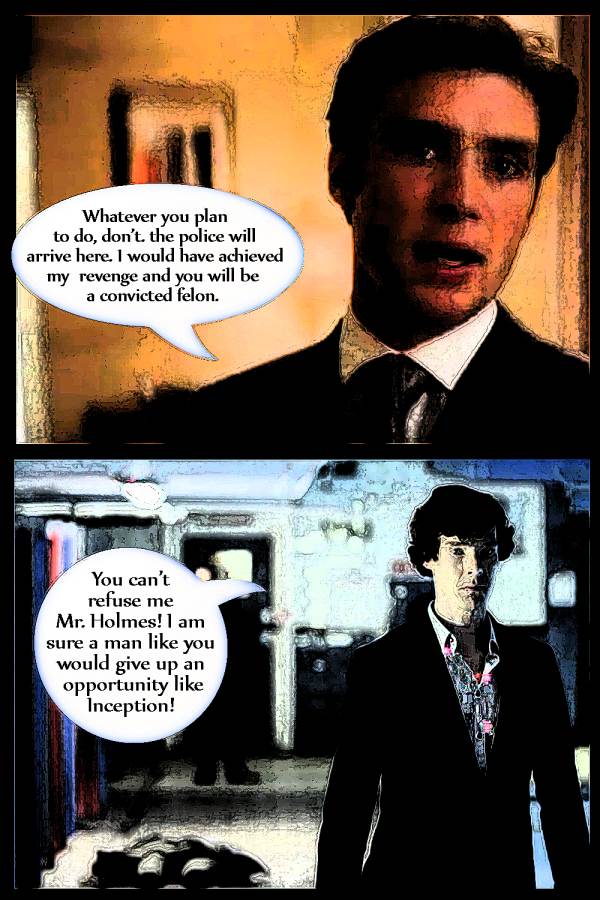 Whatever you plan
to do, don't. the police will
arrive here. I would have achieved
my revenge and you will be
a convicted felon.
You can't
refuse me
Mr. Holmes! I am
sure a man like you
would give up an
opportunity like
Inception!